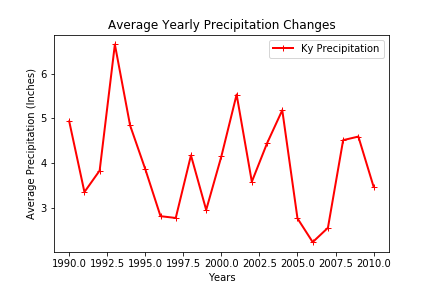 Average Yearly Precipitation Changes
Ky Precipitation
Average Precipitation (Inches)
6
5
4
3
1990.0 1992.5 1995.0 1997.5 2000.0 2002.5 2005.0 2007.5 2010.0
Years